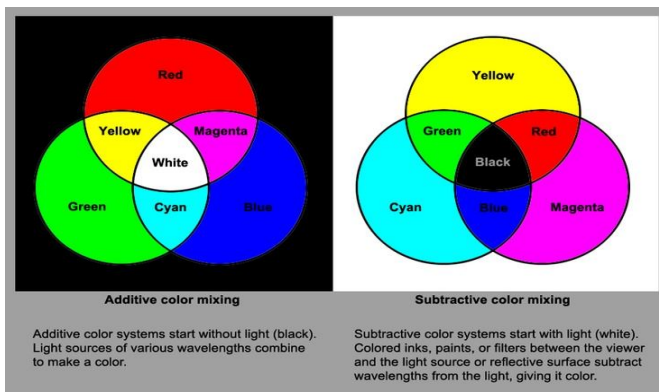 Red
Yellow
Magenta
White
Green
Cyan
Blue
Additive color mixing
Additive color systems start without light (black).
Light sources of various wavelengths combine
to make a color.
Yellow
Green
Red
Black
Cyan
Blue
Magenta
Subtractive color mixing
Subtractive color systems start with light (white).
Colored inks, paints, or filters between the viewer
and the light source or reflective surface subtract
wavelengths from the light, giving it color.